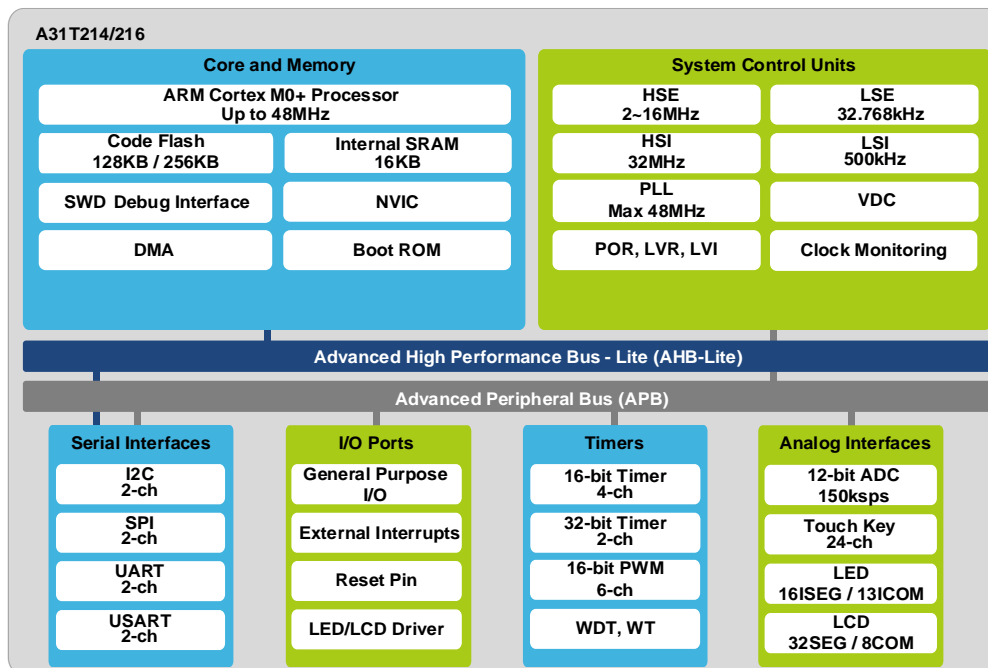 A31T214/216
Core and Memory
ARM Cortex M0+ Processor
Up to 48MHz
Code Flash
128KB / 256KB
Internal SRAM
16KB
SWD Debug Interface
NVIC
DMA
Boot ROM
System Control Units
HSE
2~16MHz
LSE
32.768kHz
HSI
32MHz
LSI
500kHz
PLL
Max 48MHz
VDC
POR, LVR, LVI
Clock Monitoring
Advanced High Performance Bus - Lite (AHB-Lite)
Advanced Peripheral Bus (APB)
Serial Interfaces
I2C
2-ch
SPI
2-ch
UART
2-ch
USART
2-ch
I/O Ports
General Purpose
I/O
External Interrupts
Reset Pin
LED/LCD Driver
Timers
16-bit Timer
4-ch
32-bit Timer
2-ch
16-bit PWM
6-ch
WDT, WT
Analog Interfaces
12-bit ADC
150ksps
Touch Key
24-ch
LED
16ISEG / 13ICOM
LCD
32SEG / 8COM